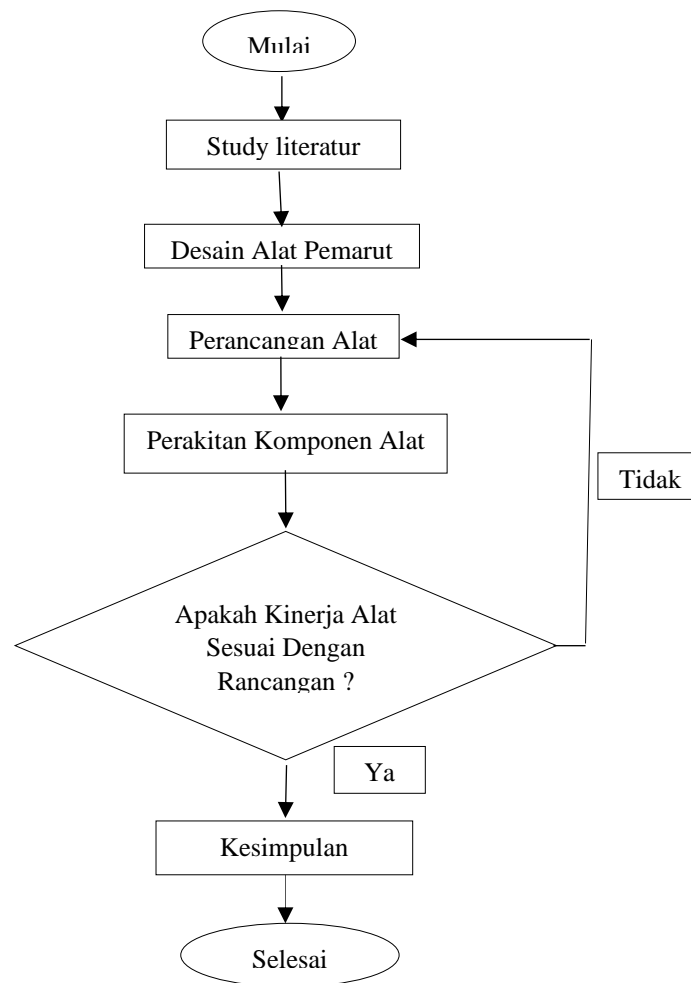 Mulai
Study literatur
Desain Alat Pemarut
Perancangan Alat
Perakitan Komponen Alat
Tidak
Apakah Kinerja Alat
Sesuai Dengan
Rancangan ?
Ya
Kesimpulan
Selesai